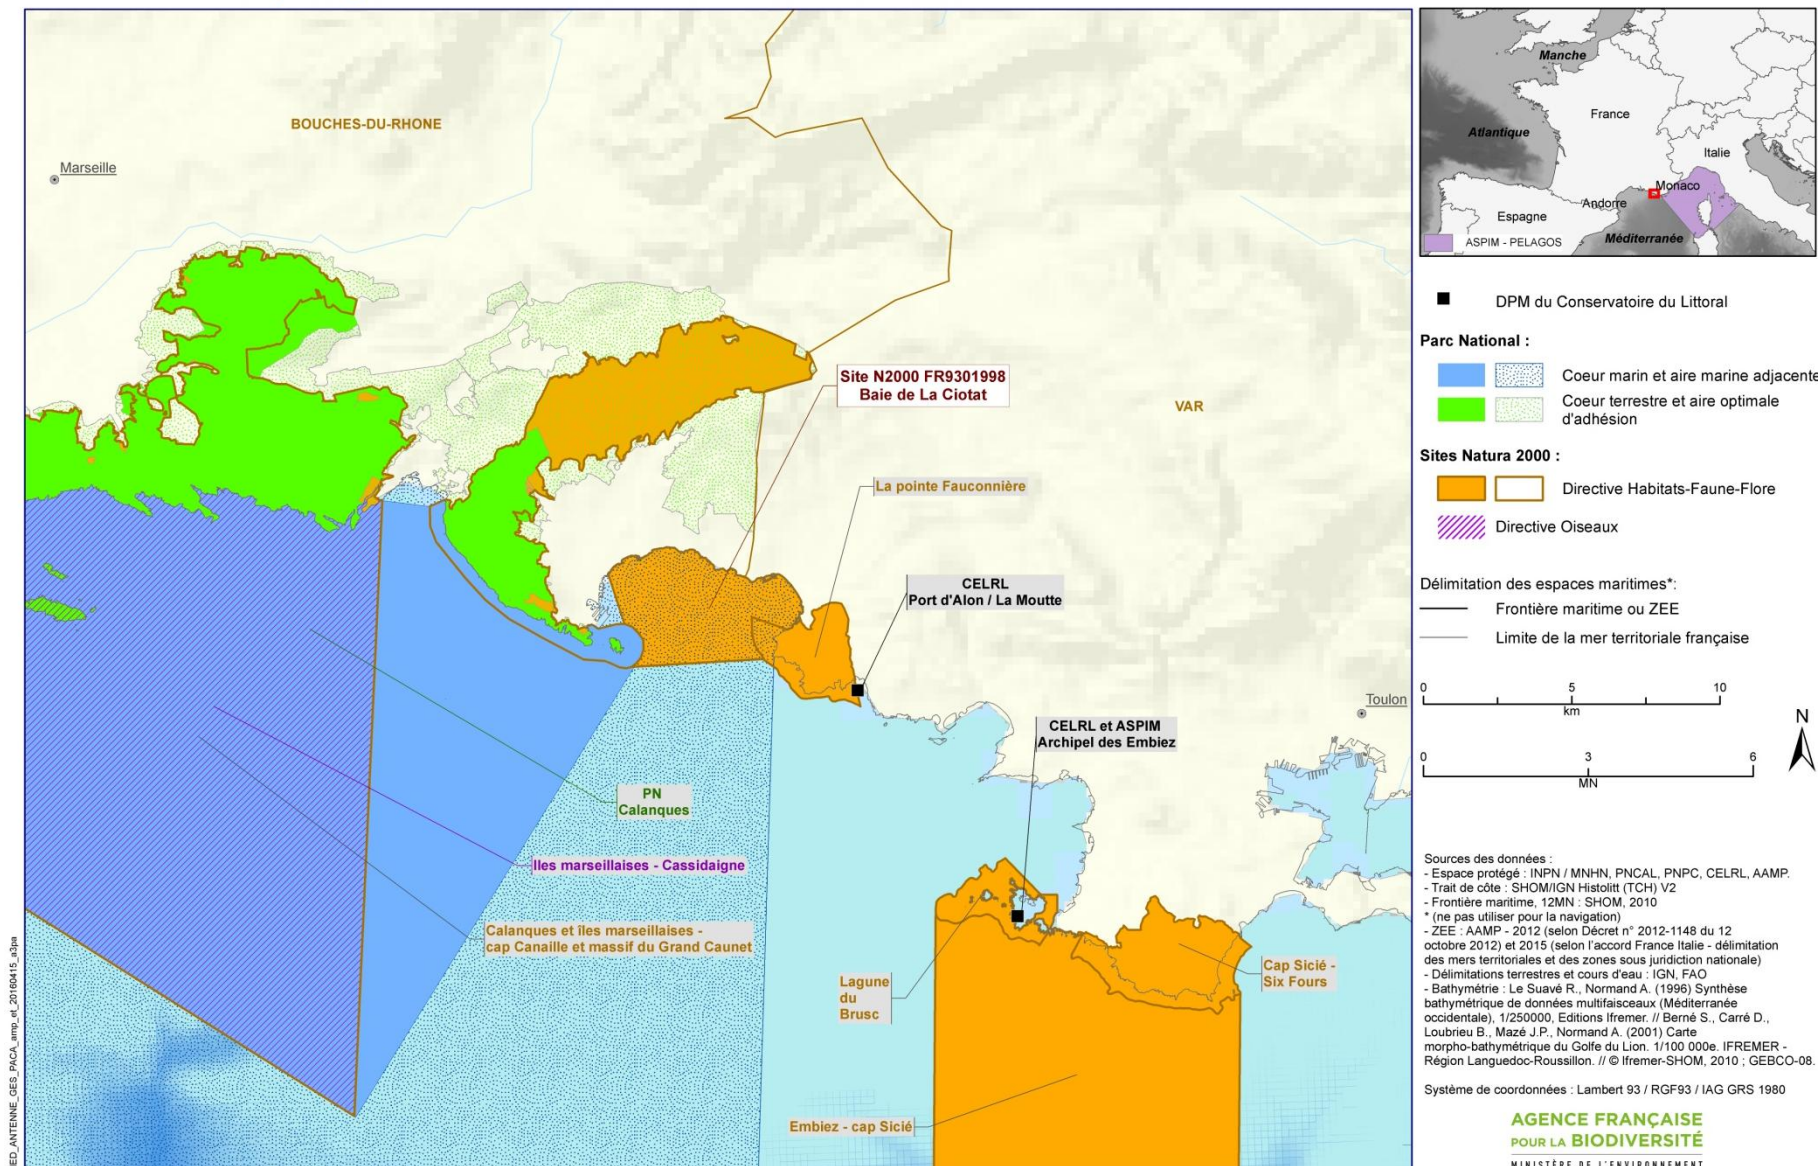 BOUCHES-DU-RHONE
Marseille
Site N2000 FR9301998
Baie de La Ciotat
VAR
La pointe Fauconnière
CELRL
Port d'Alon / La Moutte
Toulon
CELRL et ASPIM
Archipel des Embiez
PN
Calanques
Iles marseillaises - Cassidaigne
Calanques et îles marseillaises -
cap Canaille et massif du Grand Caunet
Lagune
du
Brusc
Cap Sicié -
Six Fours
Embiez - cap Sicié
Manche
France
Atlantique
Italie
Monaco
Andorre
Espagne
Méditerranée
ASPIM - PELAGOS
DPM du Conservatoire du Littoral
Parc National :
Coeur marin et aire marine adjacente
Coeur terrestre et aire optimale
d'adhésion
Sites Natura 2000 :
Directive Habitats-Faune-Flore
Directive Oiseaux
Délimitation des espaces maritimes*:
Frontière maritime ou ZEE
Limite de la mer territoriale française
0 5 10
km
N
0 3 6
MN
Sources des données :
- Espace protégé : INPN / MNHN, PNCAL, PNPC, CELRL, AAMP.
- Trait de côte : SHOM/IGN Histolitt (TCH) V2
- Frontière maritime, 12MN : SHOM, 2010
* (ne pas utiliser pour la navigation)
- ZEE : AAMP - 2012 (selon Décret n° 2012-1148 du 12
octobre 2012) et 2015 (selon l'accord France Italie - délimitation
des mers territoriales et des zones sous juridiction nationale)
- Délimitations terrestres et cours d'eau : IGN, FAO
- Bathymétrie : Le Suavé R., Normand A. (1996) Synthèse
bathymétrique de données multifaisceaux (Méditerranée
occidentale), 1/250000, Editions Ifremer. // Berné S., Carré D.,
Loubrieu B., Mazé J.P., Normand A. (2001) Carte
morpho-bathymétrique du Golfe du Lion. 1/100 000e. IFREMER -
Région Languedoc-Roussillon. // © Ifremer-SHOM, 2010 ; GEBCO-08.
Système de coordonnées : Lambert 93 / RGF93 / IAG GRS 1980
AGENCE FRANÇAISE
POUR LA BIODIVERSITÉ
MINISTÈRE DE L'ENVIRONNEMENT
ED_ANTENNE_GES_PACA_amp_et_20160415_a3pa